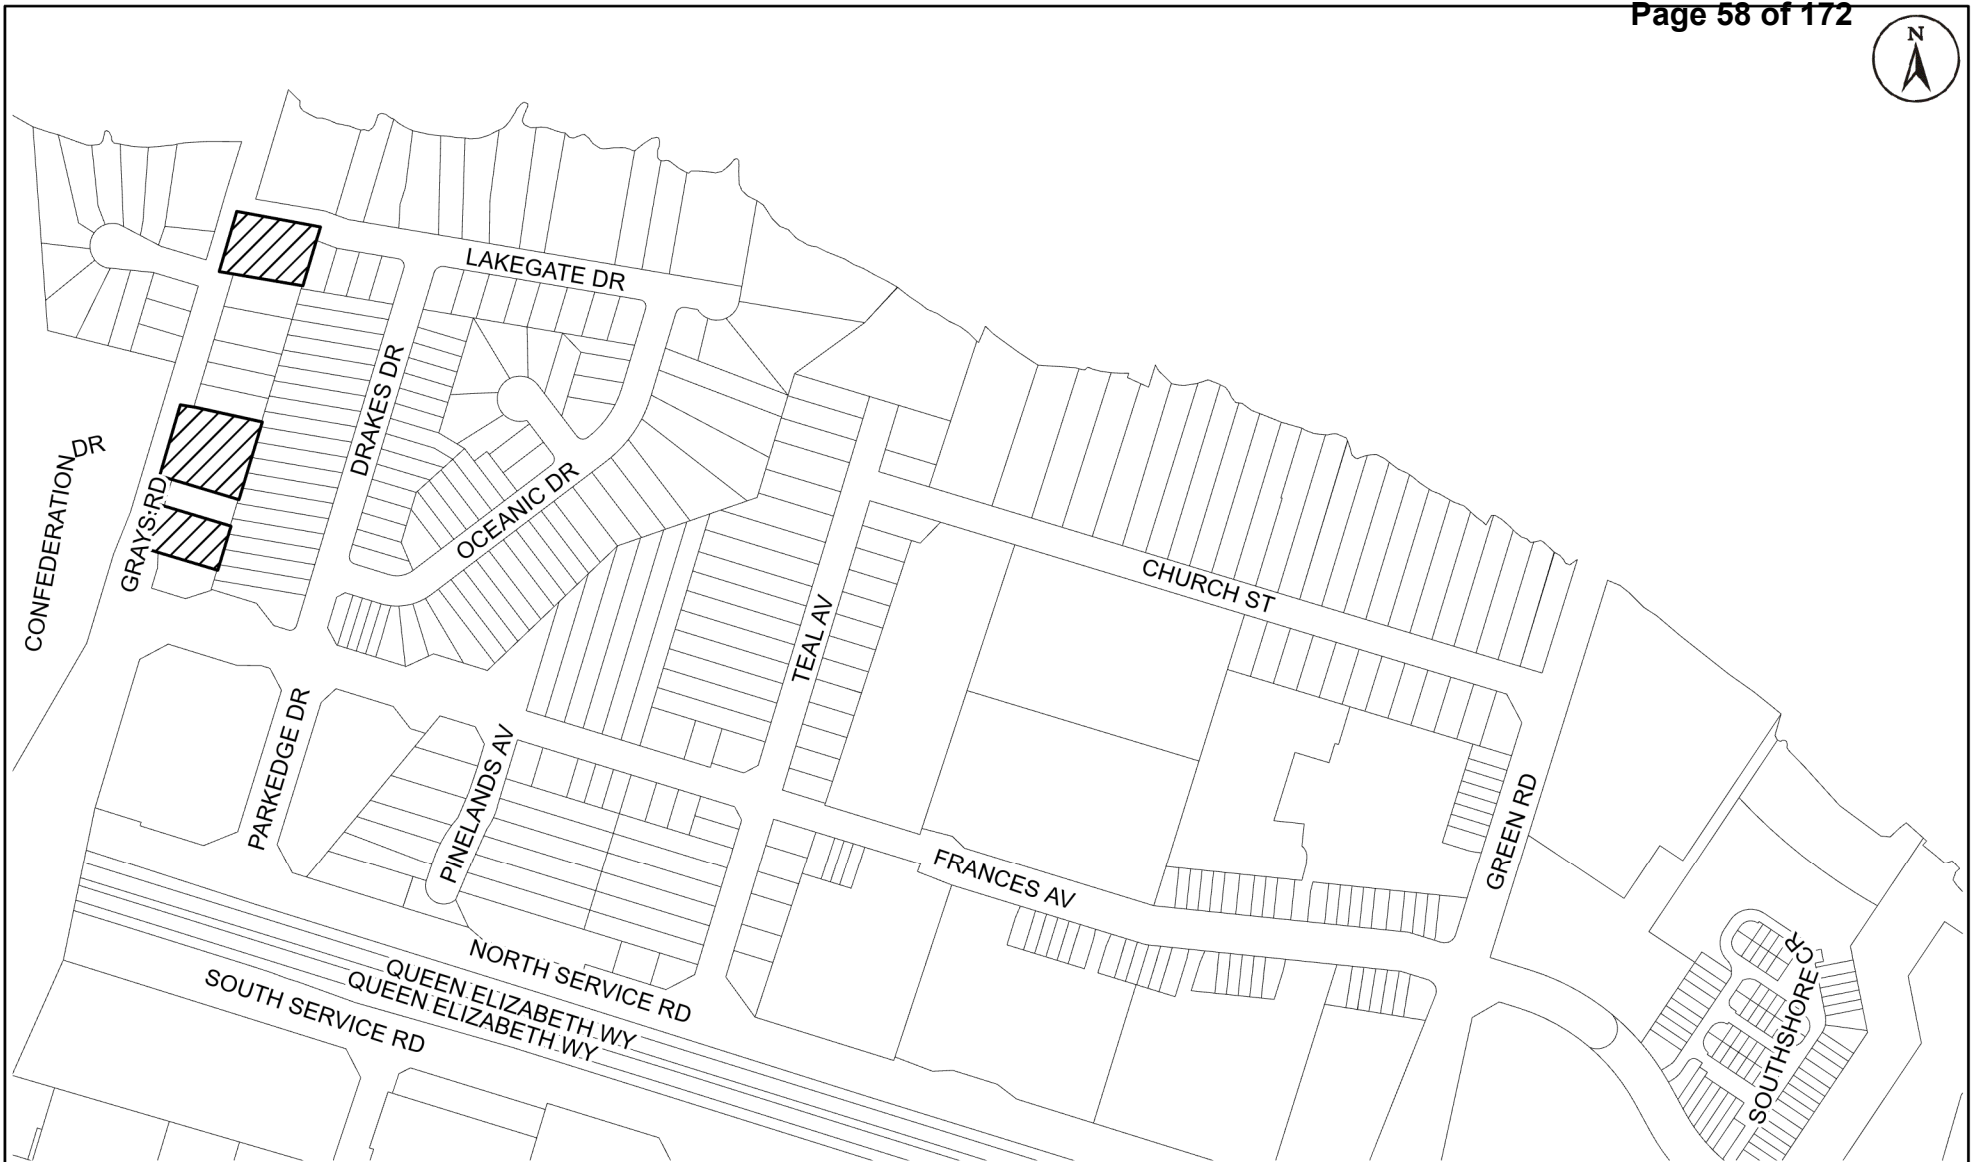 Page 58 of 172
N
LAKEGATE DR
DRAKES DR
CONFEDERATION DR
GRAYS RD
OCEANIC DR
CHURCH ST
TEAL AV
PARKEDGE DR
PINELANDS AV
GREEN RD
FRANCES AV
NORTH SERVICE RD
QUEEN ELIZABETH WY
QUEEN ELIZABETH WY
SOUTH SERVICE RD
SOUTHSHORE CR